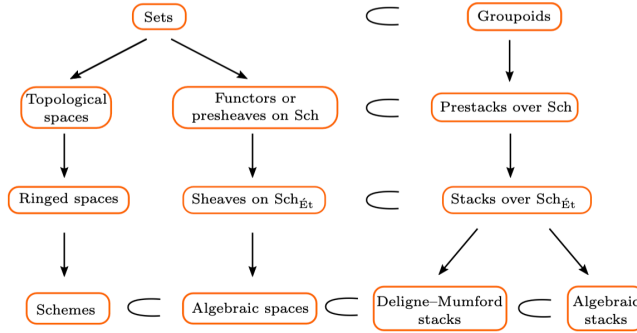 Sets
Groupoids
Topological
spaces
Functors or
presheaves on Sch
Prestacks over Sch
Ringed spaces
Sheaves on Sch_Ét
Stacks over Sch_Ét
Schemes
Algebraic spaces
Deligne–Mumford
stacks
Algebraic
stacks